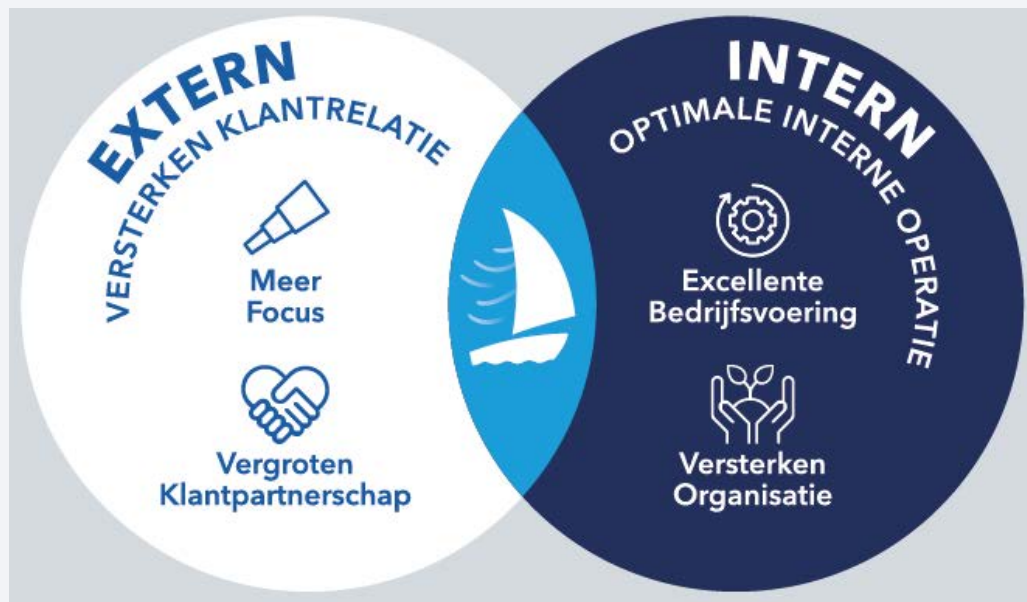 EXTERN
VERSTERKEN KLANTRELATIE
Meer
Focus
Vergroten
Klantpartnerschap
INTERN
OPTIMALE INTERNE OPERATIE
Excellente
Bedrijfsvoering
Versterken
Organisatie